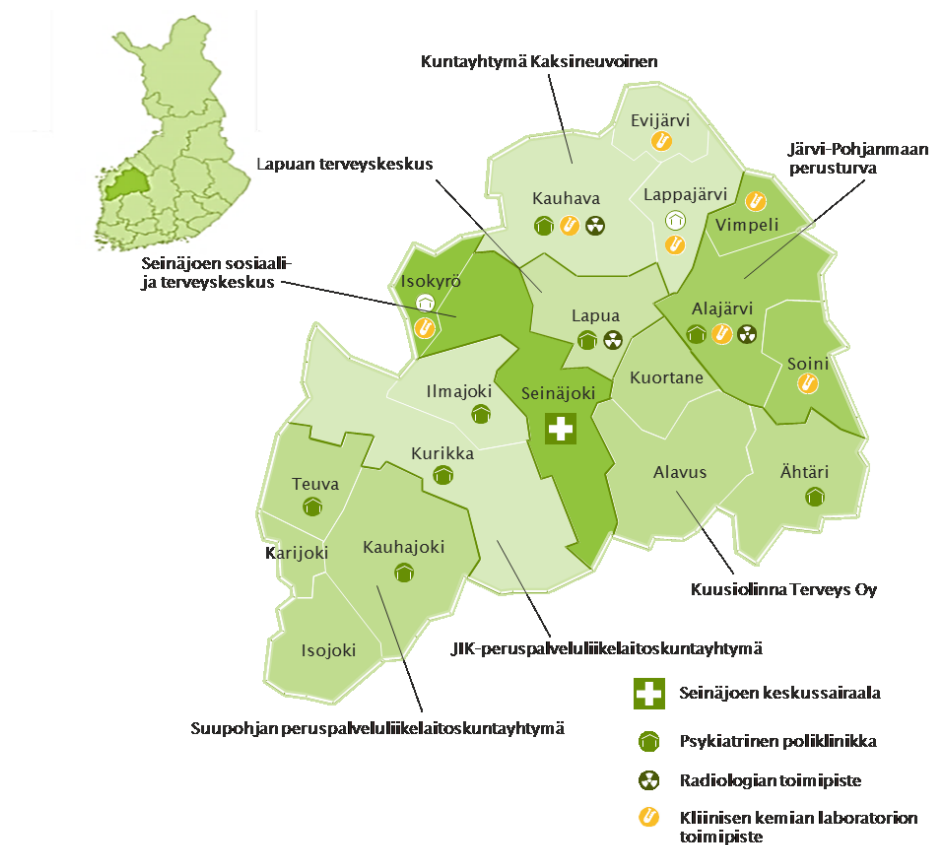 Kuntayhtymä Kaksineuvoinen
Evijärvi
Järvi-Pohjanmaan
perusturva
Lapuan terveyskeskus
Kauhava
Lappajärvi
Vimpeli
Seinäjoen sosiaali-
ja terveyskeskus
Isokyrö
Lapua
Alajärvi
Soini
Ilmajoki
Seinäjoki
Kuortane
Kurikka
Teuva
Alavus
Ähtäri
Karijoki
Kauhajoki
Kuusiolinna Terveys Oy
Isojoki
JIK-peruspalveluliikelaitoskuntayhtymä
Suupohjan peruspalveluliikelaitoskuntayhtymä
Seinäjoen keskussairaala
Psykiatrinen poliklinikka
Radiologian toimipiste
Kliinisen kemian laboratorion
toimipiste